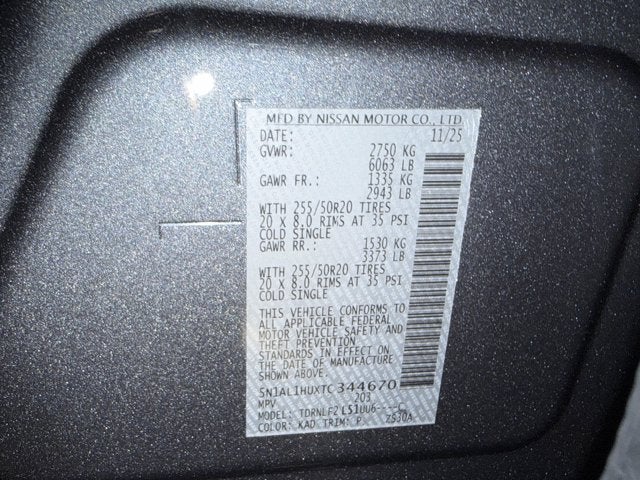 MFD BY NISSAN MOTOR CO., LTD
DATE: 11/25
GVWR: 2750 KG
6063 LB
GAWR FR.: 1335 KG
2943 LB
WITH 255/50R20 TIRES
20 X 8.0 RIMS AT 35 PSI
COLD SINGLE
GAWR RR.: 1530 KG
3373 LB
WITH 255/50R20 TIRES
20 X 8.0 RIMS AT 35 PSI
COLD SINGLE
THIS VEHICLE CONFORMS TO
ALL APPLICABLE FEDERAL
MOTOR VEHICLE SAFETY AND
THEFT PREVENTION
STANDARDS IN EFFECT ON
THE DATE OF MANUFACTURE
SHOWN ABOVE.
5N1AL1HUXTC344670
MPV 203
MODEL: TDRNLF2L51UU6----C
COLOR: KAD TRIM: P Z530A